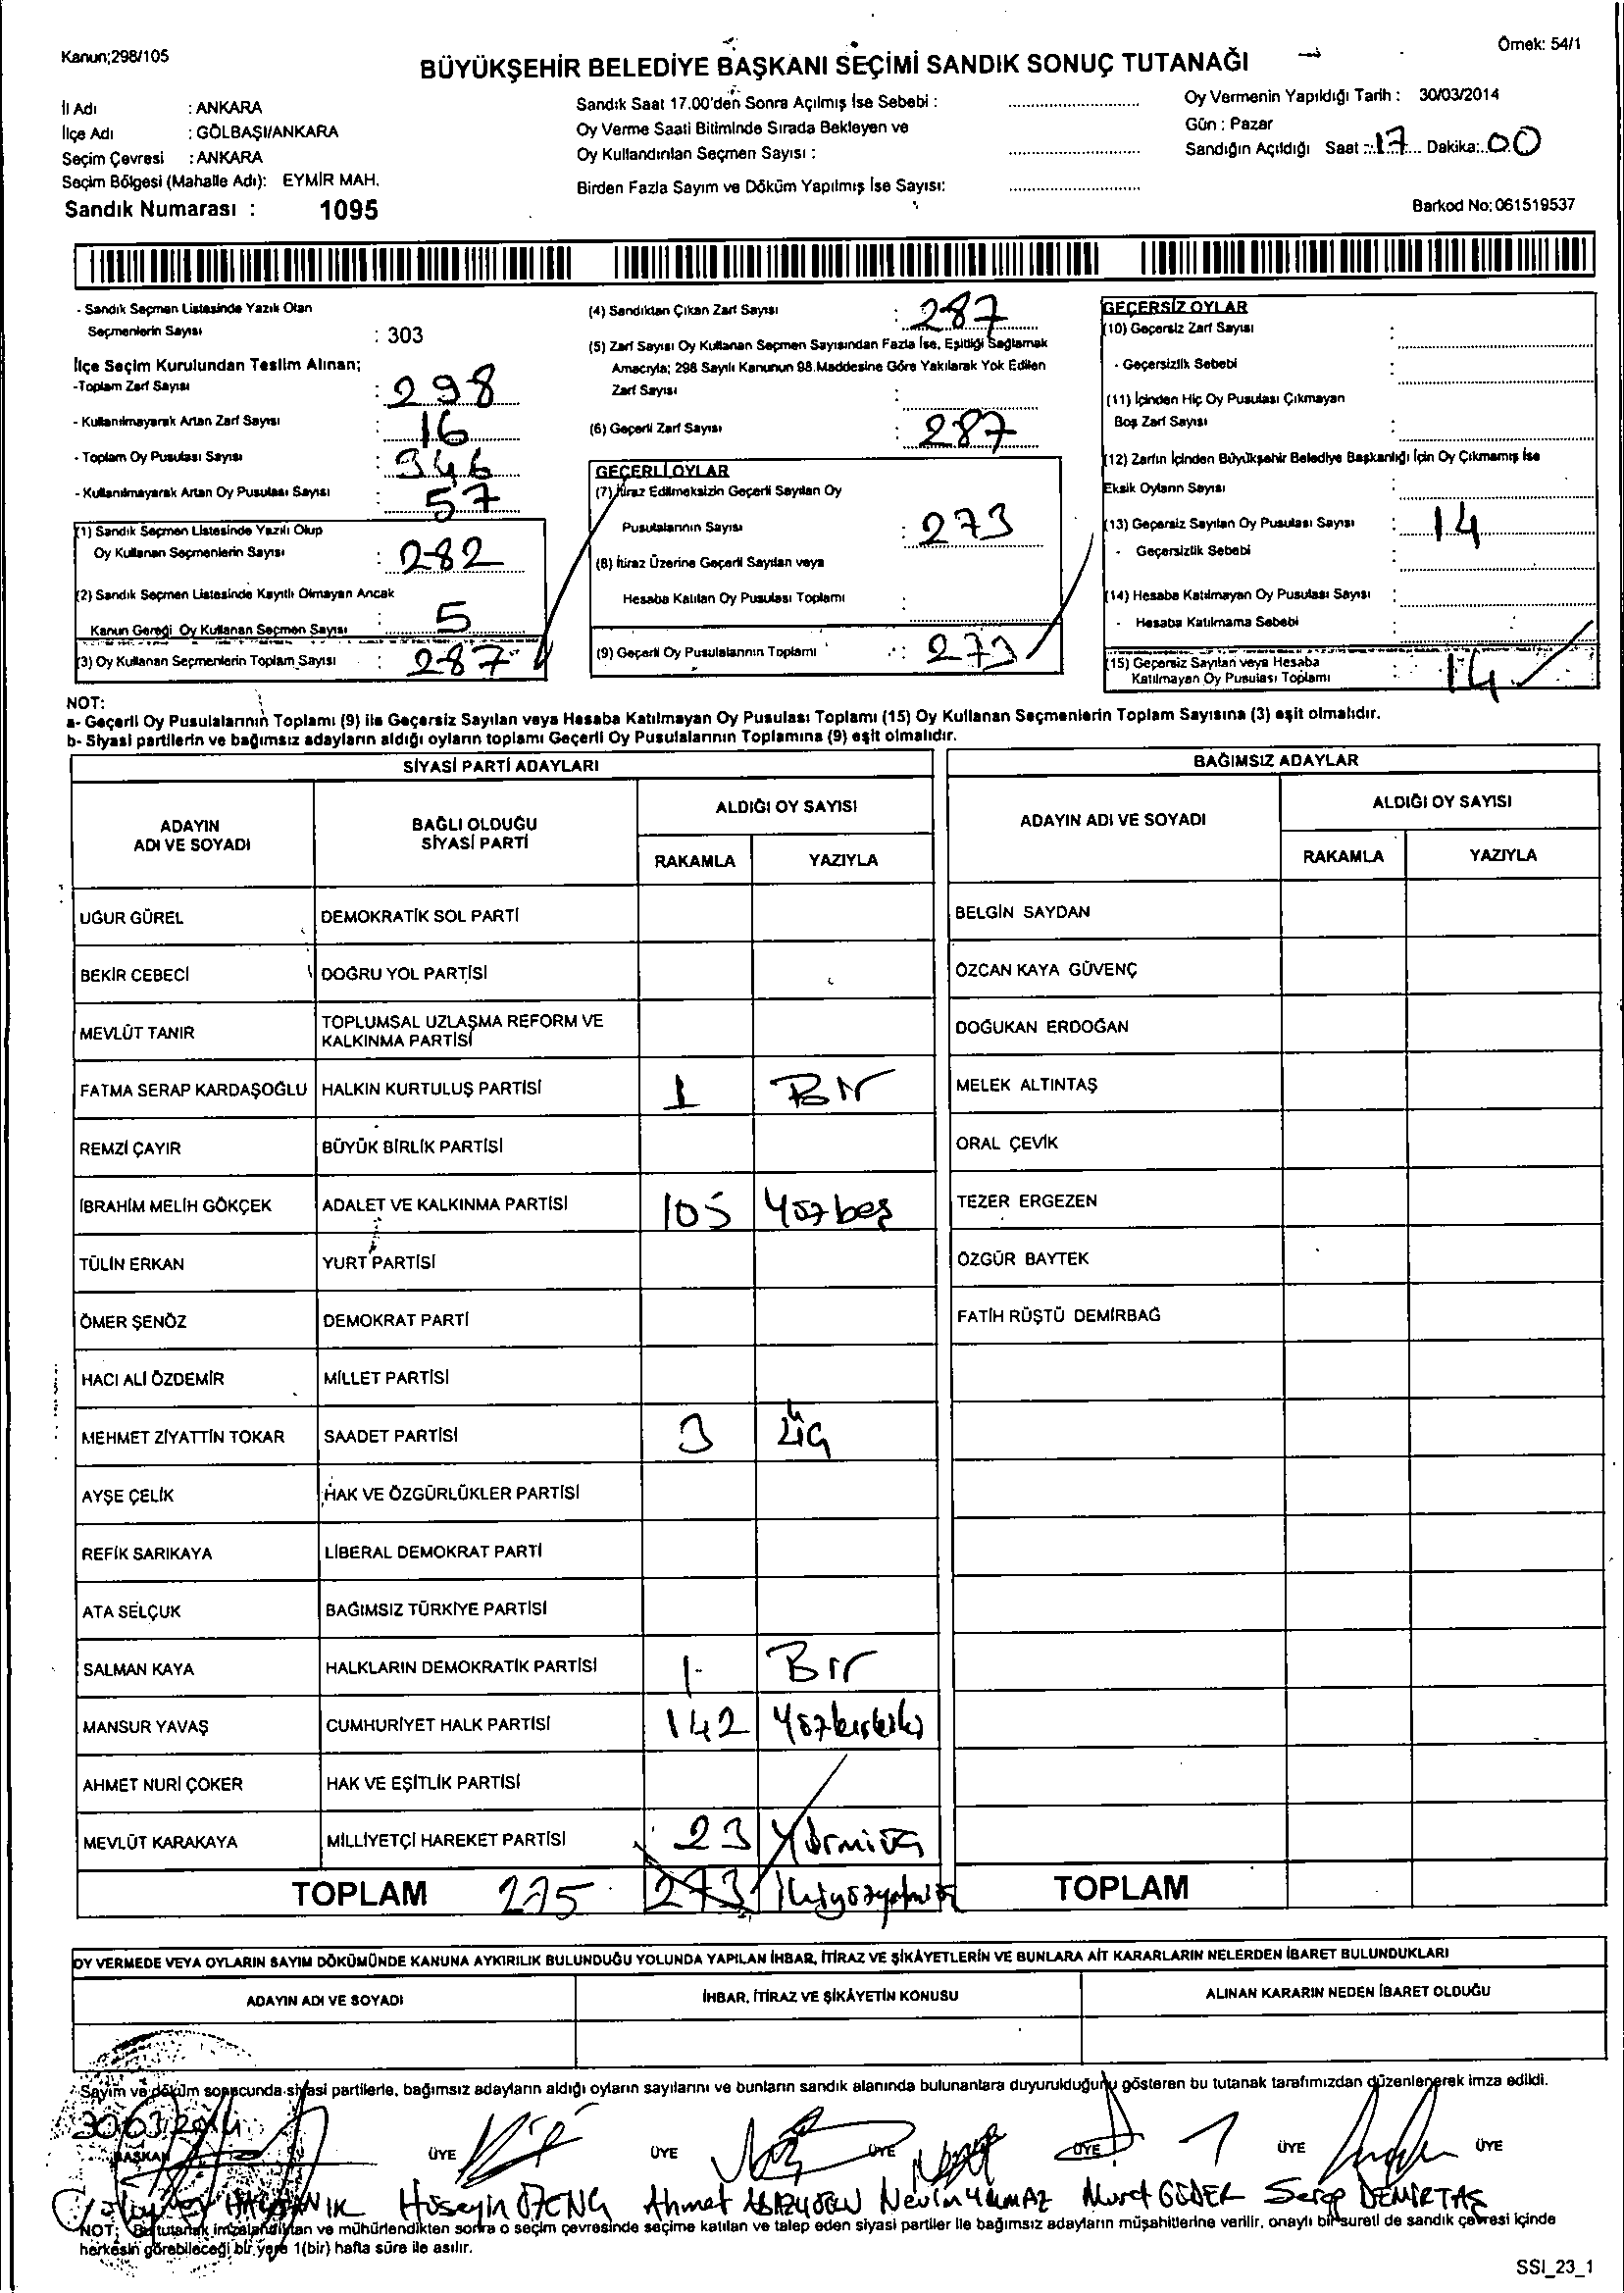 Kanun;298/105
Örnek: 54/1
BÜYÜKŞEHİR BELEDİYE BAŞKANI SEÇİMİ SANDIK SONUÇ TUTANAĞI
İl Adı : ANKARA
İlçe Adı : GÖLBAŞI/ANKARA
Seçim Çevresi : ANKARA
Seçim Bölgesi (Mahalle Adı): EYMİR MAH.
Sandık Numarası : 1095
Sandık Saat 17.00'den Sonra Açılmış İse Sebebi :
Oy Verme Saati Bitiminde Sırada Bekleyen ve
Oy Kullandırılan Seçmen Sayısı :
Birden Fazla Sayım ve Döküm Yapılmış İse Sayısı:
Oy Vermenin Yapıldığı Tarih : 30/03/2014
Gün : Pazar
Sandığın Açıldığı Saat : 17 Dakika: 00
Barkod No: 061519537
- Sandık Seçmen Listesinde Yazılı Olan
Seçmenlerin Sayısı : 303
İlçe Seçim Kurulundan Teslim Alınan;
-Toplam Zarf Sayısı : 298
- Kullanılmayarak Artan Zarf Sayısı : 16
- Toplam Oy Pusulası Sayısı : 346
- Kullanılmayarak Artan Oy Pusulası Sayısı : 57
(1) Sandık Seçmen Listesinde Yazılı Olup
Oy Kullanan Seçmenlerin Sayısı : 282
(2) Sandık Seçmen Listesinde Kayıtlı Olmayan Ancak
Kanun Gereği Oy Kullanan Seçmen Sayısı : 5
(3) Oy Kullanan Seçmenlerin Toplam Sayısı : 287
(4) Sandıktan Çıkan Zarf Sayısı : 287
(5) Zarf Sayısı Oy Kullanan Seçmen Sayısından Fazla İse, Eşitliği Sağlamak
Amacıyla; 298 Sayılı Kanunun 98.Maddesine Göre Yakılarak Yok Edilen
Zarf Sayısı :
(6) Geçerli Zarf Sayısı : 287
GEÇERLİ OYLAR
(7) İtiraz Edilmeksizin Geçerli Sayılan Oy
Pusulalarının Sayısı : 273
(8) İtiraz Üzerine Geçerli Sayılan veya
Hesaba Katılan Oy Pusulası Toplamı :
(9) Geçerli Oy Pusulalarının Toplamı : 273
GEÇERSİZ OYLAR
(10) Geçersiz Zarf Sayısı :
- Geçersizlik Sebebi :
(11) İçinden Hiç Oy Pusulası Çıkmayan
Boş Zarf Sayısı :
(12) Zarfın İçinden Büyükşehir Belediye Başkanlığı İçin Oy Çıkmamış İse
Eksik Oyların Sayısı :
(13) Geçersiz Sayılan Oy Pusulası Sayısı : 14
- Geçersizlik Sebebi :
(14) Hesaba Katılmayan Oy Pusulası Sayısı :
- Hesaba Katılmama Sebebi :
(15) Geçersiz Sayılan veya Hesaba
Katılmayan Oy Pusulası Toplamı : 14
NOT:
a- Geçerli Oy Pusulalarının Toplamı (9) ile Geçersiz Sayılan veya Hesaba Katılmayan Oy Pusulası Toplamı (15) Oy Kullanan Seçmenlerin Toplam Sayısına (3) eşit olmalıdır.
b- Siyasi partilerin ve bağımsız adayların aldığı oyların toplamı Geçerli Oy Pusulalarının Toplamına (9) eşit olmalıdır.
SİYASİ PARTİ ADAYLARI
ADAYIN ADI VE SOYADI BAĞLI OLDUĞU SİYASİ PARTİ ALDIĞI OY SAYISI
RAKAMLA YAZIYLA
UĞUR GÜREL DEMOKRATİK SOL PARTİ
BEKİR CEBECİ DOĞRU YOL PARTİSİ
MEVLÜT TANIR TOPLUMSAL UZLAŞMA REFORM VE KALKINMA PARTİSİ
FATMA SERAP KARDAŞOĞLU HALKIN KURTULUŞ PARTİSİ 1 Bir
REMZİ ÇAYIR BÜYÜK BİRLİK PARTİSİ
İBRAHİM MELİH GÖKÇEK ADALET VE KALKINMA PARTİSİ 105 Yüzbeş
TÜLİN ERKAN YURT PARTİSİ
ÖMER ŞENÖZ DEMOKRAT PARTİ
HACI ALİ ÖZDEMİR MİLLET PARTİSİ
MEHMET ZİYATTİN TOKAR SAADET PARTİSİ 3 Üç
AYŞE ÇELİK HAK VE ÖZGÜRLÜKLER PARTİSİ
REFİK SARIKAYA LİBERAL DEMOKRAT PARTİ
ATA SELÇUK BAĞIMSIZ TÜRKİYE PARTİSİ
SALMAN KAYA HALKLARIN DEMOKRATİK PARTİSİ 1 Bir
MANSUR YAVAŞ CUMHURİYET HALK PARTİSİ 142 Yüzkırkiki
AHMET NURİ ÇOKER HAK VE EŞİTLİK PARTİSİ
MEVLÜT KARAKAYA MİLLİYETÇİ HAREKET PARTİSİ 23 Yirmiüç
TOPLAM 275 273
BAĞIMSIZ ADAYLAR
ADAYIN ADI VE SOYADI ALDIĞI OY SAYISI
RAKAMLA YAZIYLA
BELGİN SAYDAN
ÖZCAN KAYA GÜVENÇ
DOĞUKAN ERDOĞAN
MELEK ALTINTAŞ
ORAL ÇEVİK
TEZER ERGEZEN
ÖZGÜR BAYTEK
FATİH RÜŞTÜ DEMİRBAĞ
TOPLAM
OY VERMEDE VEYA OYLARIN SAYIM DÖKÜMÜNDE KANUNA AYKIRILIK BULUNDUĞU YOLUNDA YAPILAN İHBAR, İTİRAZ VE ŞİKÂYETLERİN VE BUNLARA AİT KARARLARIN NELERDEN İBARET BULUNDUKLARI
ADAYIN ADI VE SOYADI İHBAR, İTİRAZ VE ŞİKÂYETİN KONUSU ALINAN KARARIN NEDEN İBARET OLDUĞU
Sayım ve döküm sonucunda siyasi partilerle, bağımsız adayların aldığı oyların sayılarını ve bunların sandık alanında bulunanlara duyurulduğunu gösteren bu tutanak tarafımızdan düzenlenerek imza edildi.
30.03.2014
BAŞKAN ÜYE ÜYE ÜYE ÜYE ÜYE ÜYE
Hüseyin ÖZENG Ahmet Nevin YILMAZ Murat GÜDER Serap DEMİRTAŞ
NOT: Bu tutanak imzalandıktan ve mühürlendikten sonra o seçim çevresinde seçime katılan ve talep eden siyasi partiler ile bağımsız adayların müşahitlerine verilir, onaylı bir sureti de sandık çevresi içinde
herkesin görebileceği bir yere 1(bir) hafta süre ile asılır.
SSI_23_1